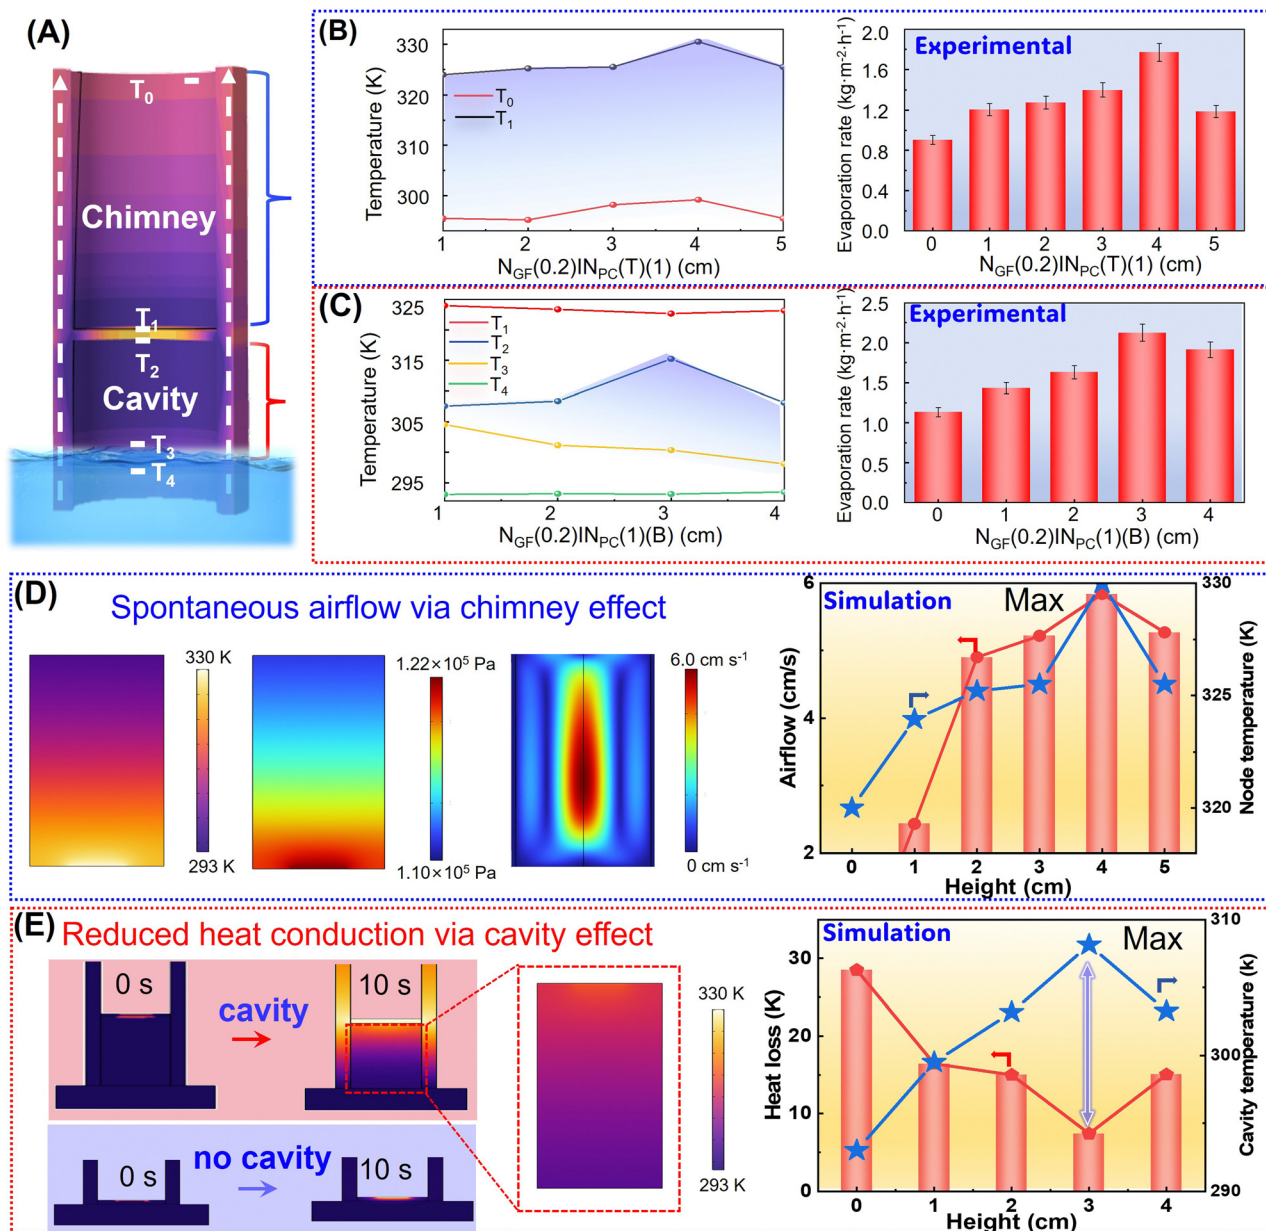 (A)
T0
Chimney
T1
T2
Cavity
T3
T4
(B)
Temperature (K)
330
320
310
300
T0
T1
1 2 3 4 5
NGF(0.2)INPC(T)(1) (cm)
Experimental
Evaporation rate (kg·m-2·h-1)
2.0
1.6
1.2
0.8
0.4
0.0
0 1 2 3 4 5
NGF(0.2)INPC(T)(1) (cm)
(C)
Temperature (K)
325
315
305
295
T1
T2
T3
T4
1 2 3 4
NGF(0.2)INPC(1)(B) (cm)
Experimental
Evaporation rate (kg·m-2·h-1)
2.5
2.0
1.5
1.0
0.5
0.0
0 1 2 3 4
NGF(0.2)INPC(1)(B) (cm)
(D)
Spontaneous airflow via chimney effect
330 K
293 K
1.22×10⁵ Pa
1.10×10⁵ Pa
6.0 cm s⁻¹
0 cm s⁻¹
Simulation
Max
Airflow (cm/s)
6
4
2
330
325
320
Node temperature (K)
0 1 2 3 4 5
Height (cm)
(E)
Reduced heat conduction via cavity effect
0 s
cavity
10 s
0 s
no cavity
10 s
330 K
293 K
Simulation
Max
Heat loss (K)
30
20
10
0
310
300
290
Cavity temperature (k)
0 1 2 3 4
Height (cm)